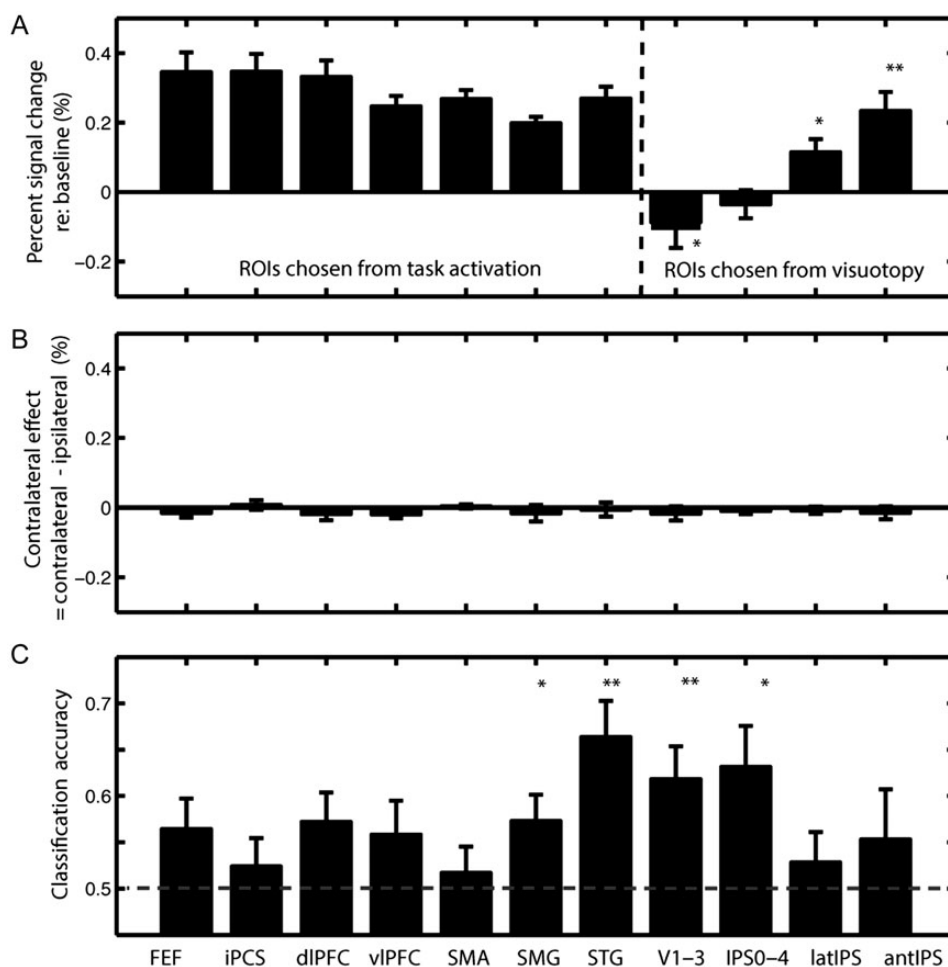 A
Percent signal change
re: baseline (%)
0.4
0.2
0
−0.2
**
*
*
ROIs chosen from task activation
ROIs chosen from visuotopy
B
Contralateral effect
= contralateral - ipsilateral (%)
0.4
0.2
0
−0.2
C
Classification accuracy
0.7
0.6
0.5
*
**
**
*
FEF iPCS dlPFC vlPFC SMA SMG STG V1−3 IPS0−4 latIPS antIPS